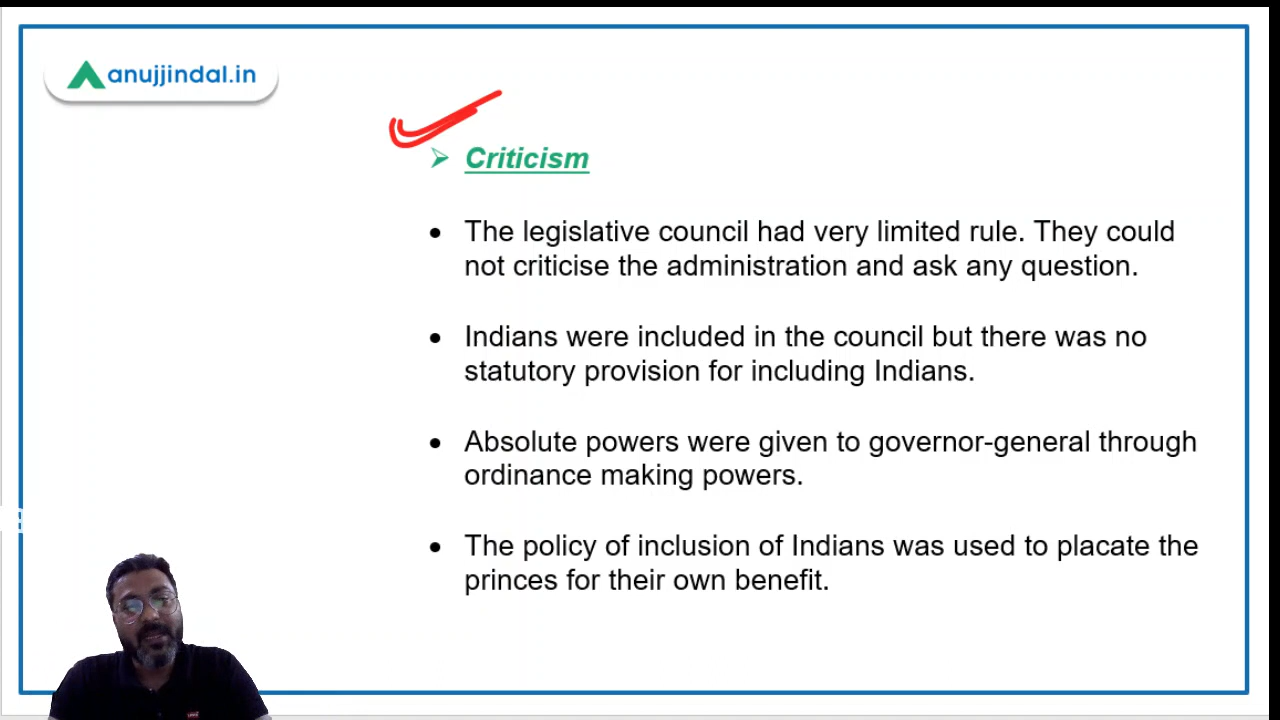 anujjindal.in
Criticism
The legislative council had very limited rule. They could
not criticise the administration and ask any question.
Indians were included in the council but there was no
statutory provision for including Indians.
Absolute powers were given to governor-general through
ordinance making powers.
The policy of inclusion of Indians was used to placate the
princes for their own benefit.